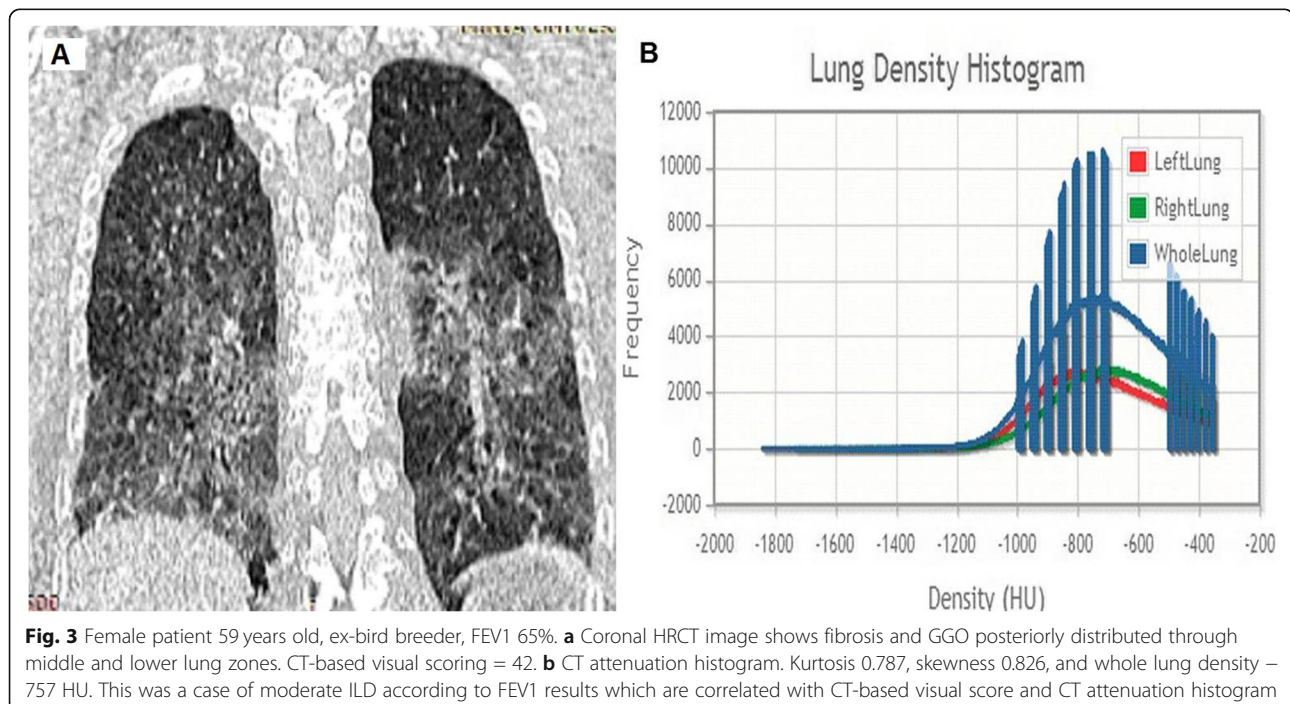 A
B
Lung Density Histogram
12000
10000
8000
6000
4000
2000
0
-2000
Frequency
LeftLung
RightLung
WholeLung
-2000 -1800 -1600 -1400 -1200 -1000 -800 -600 -400 -200
Density (HU)
Fig. 3 Female patient 59 years old, ex-bird breeder, FEV1 65%. a Coronal HRCT image shows fibrosis and GGO posteriorly distributed through
middle and lower lung zones. CT-based visual scoring = 42. b CT attenuation histogram. Kurtosis 0.787, skewness 0.826, and whole lung density −
757 HU. This was a case of moderate ILD according to FEV1 results which are correlated with CT-based visual score and CT attenuation histogram